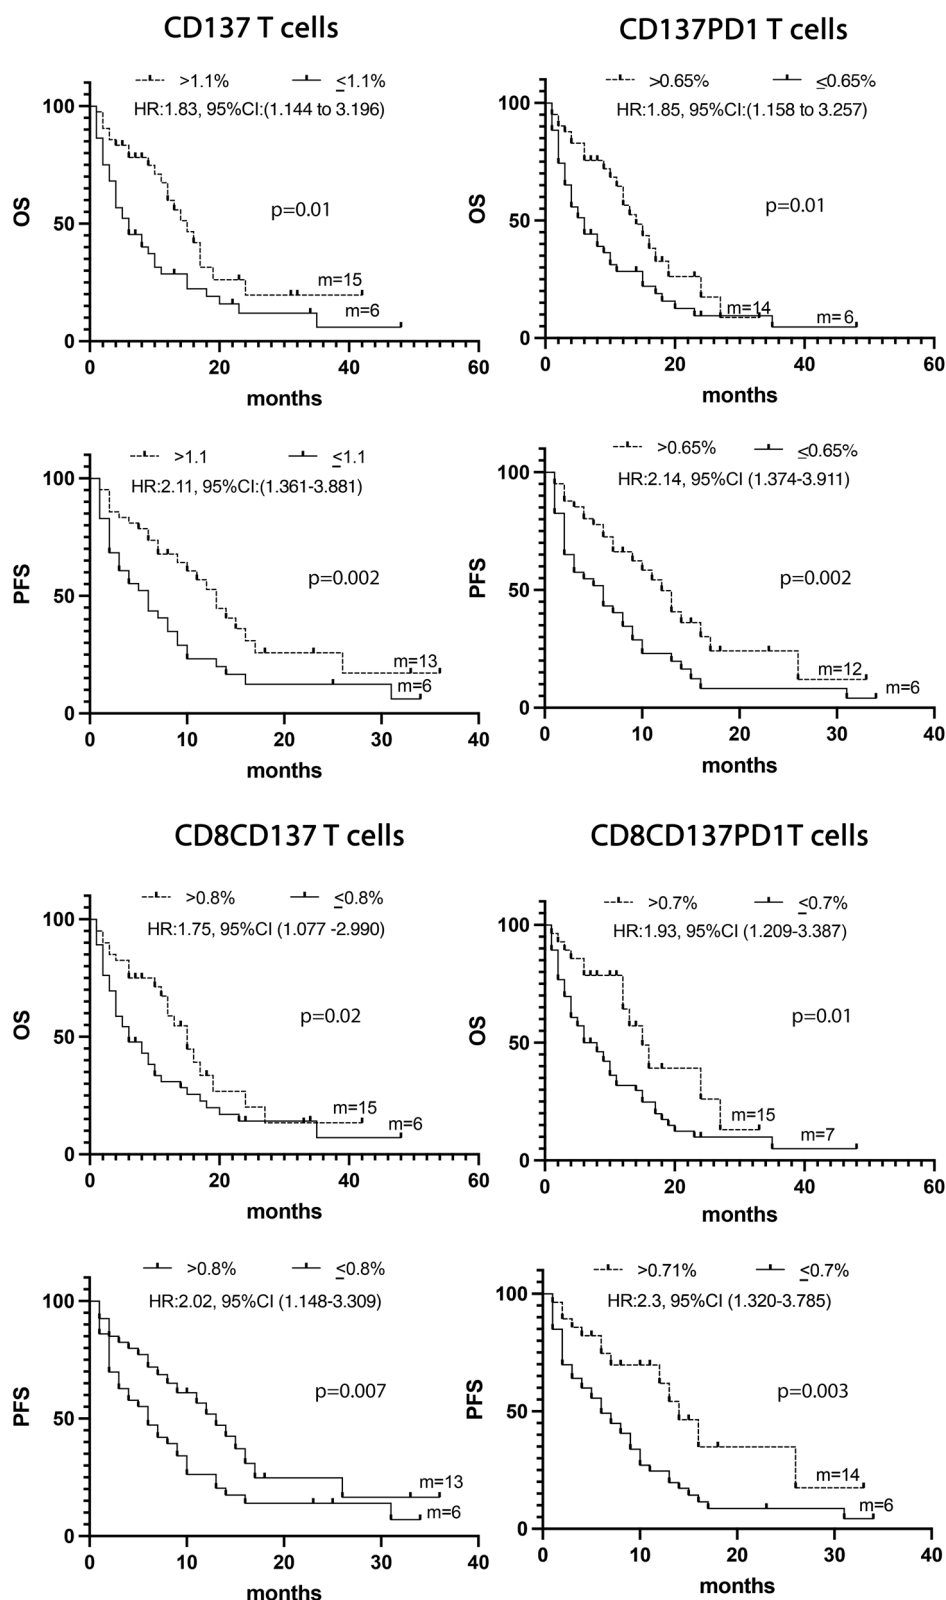 CD137 T cells
>1.1% ≤1.1%
HR:1.83, 95%CI:(1.144 to 3.196)
100
50
0
OS
p=0.01
m=15
m=6
0 20 40 60
months
CD137PD1 T cells
>0.65% ≤0.65%
HR:1.85, 95%CI:(1.158 to 3.257)
100
50
0
OS
p=0.01
m=14
m=6
0 20 40 60
months
>1.1 ≤1.1
HR:2.11, 95%CI:(1.361-3.881)
100
50
0
PFS
p=0.002
m=13
m=6
0 10 20 30 40
months
>0.65% ≤0.65%
HR:2.14, 95%CI (1.374-3.911)
100
50
0
PFS
p=0.002
m=12
m=6
0 10 20 30 40
months
CD8CD137 T cells
>0.8% ≤0.8%
HR:1.75, 95%CI (1.077 -2.990)
100
50
0
OS
p=0.02
m=15
m=6
0 20 40 60
months
CD8CD137PD1T cells
>0.7% ≤0.7%
HR:1.93, 95%CI (1.209-3.387)
100
50
0
OS
p=0.01
m=15
m=7
0 20 40 60
months
>0.8% ≤0.8%
HR:2.02, 95%CI (1.148-3.309)
100
50
0
PFS
p=0.007
m=13
m=6
0 10 20 30 40
months
>0.71% ≤0.7%
HR:2.3, 95%CI (1.320-3.785)
100
50
0
PFS
p=0.003
m=14
m=6
0 10 20 30 40
months